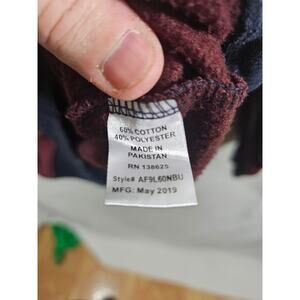 60% COTTON
40% POLYESTER
MADE IN
PAKISTAN
RN 138625
Style# AF9L60NBU
MFG: May 2019